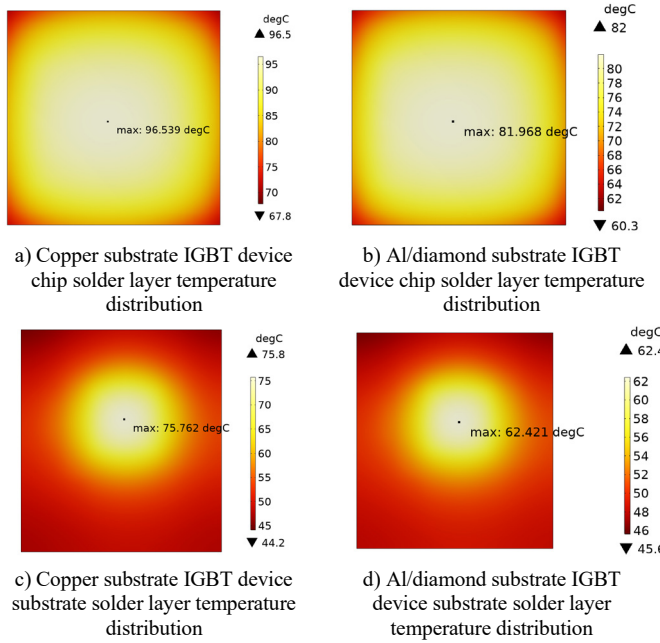 degC
▲ 96.5
95
90
85
80
75
70
▼ 67.8
max: 96.539 degC
degC
▲ 82
80
78
76
74
72
70
68
66
64
62
▼ 60.3
max: 81.968 degC
a) Copper substrate IGBT device
chip solder layer temperature
distribution
b) Al/diamond substrate IGBT
device chip solder layer temperature
distribution
degC
▲ 75.8
75
70
65
60
55
50
45
▼ 44.2
max: 75.762 degC
degC
▲ 62.4
62
60
58
56
54
52
50
48
46
▼ 45.6
max: 62.421 degC
c) Copper substrate IGBT device
substrate solder layer temperature
distribution
d) Al/diamond substrate IGBT
device substrate solder layer
temperature distribution